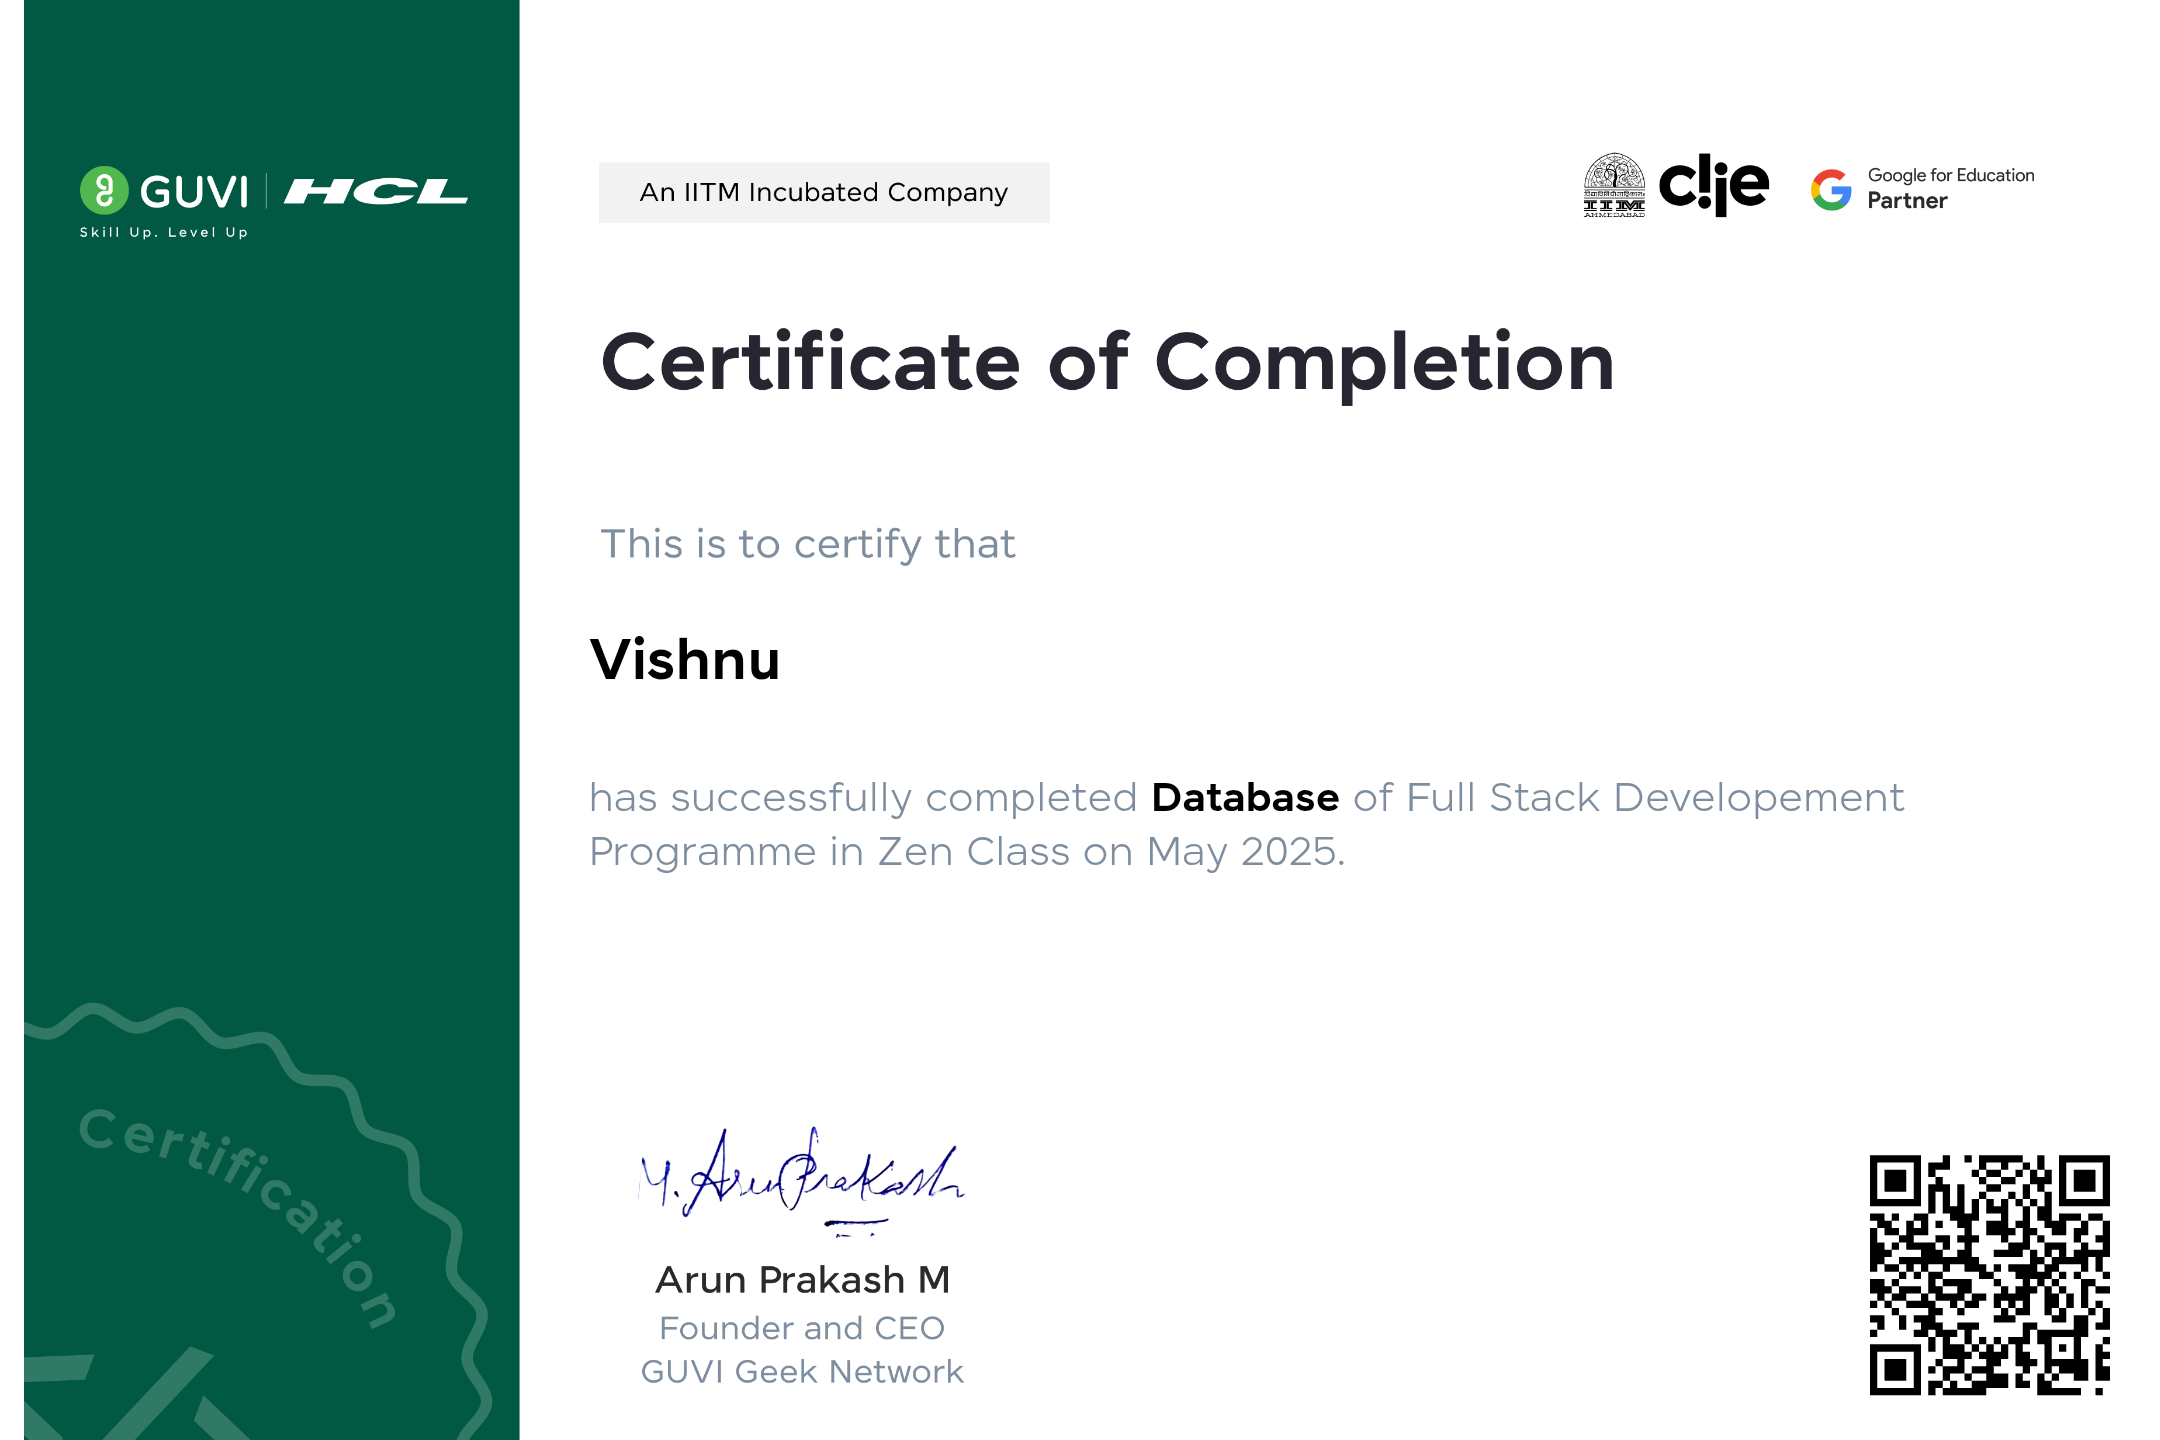 GUVI | HCL
Skill Up. Level Up
An IITM Incubated Company
IIM
AHMEDABAD
c!ie
Google for Education
Partner
Certificate of Completion
This is to certify that
Vishnu
has successfully completed Database of Full Stack Developement
Programme in Zen Class on May 2025.
Certification
M. Arun Prakash
Arun Prakash M
Founder and CEO
GUVI Geek Network